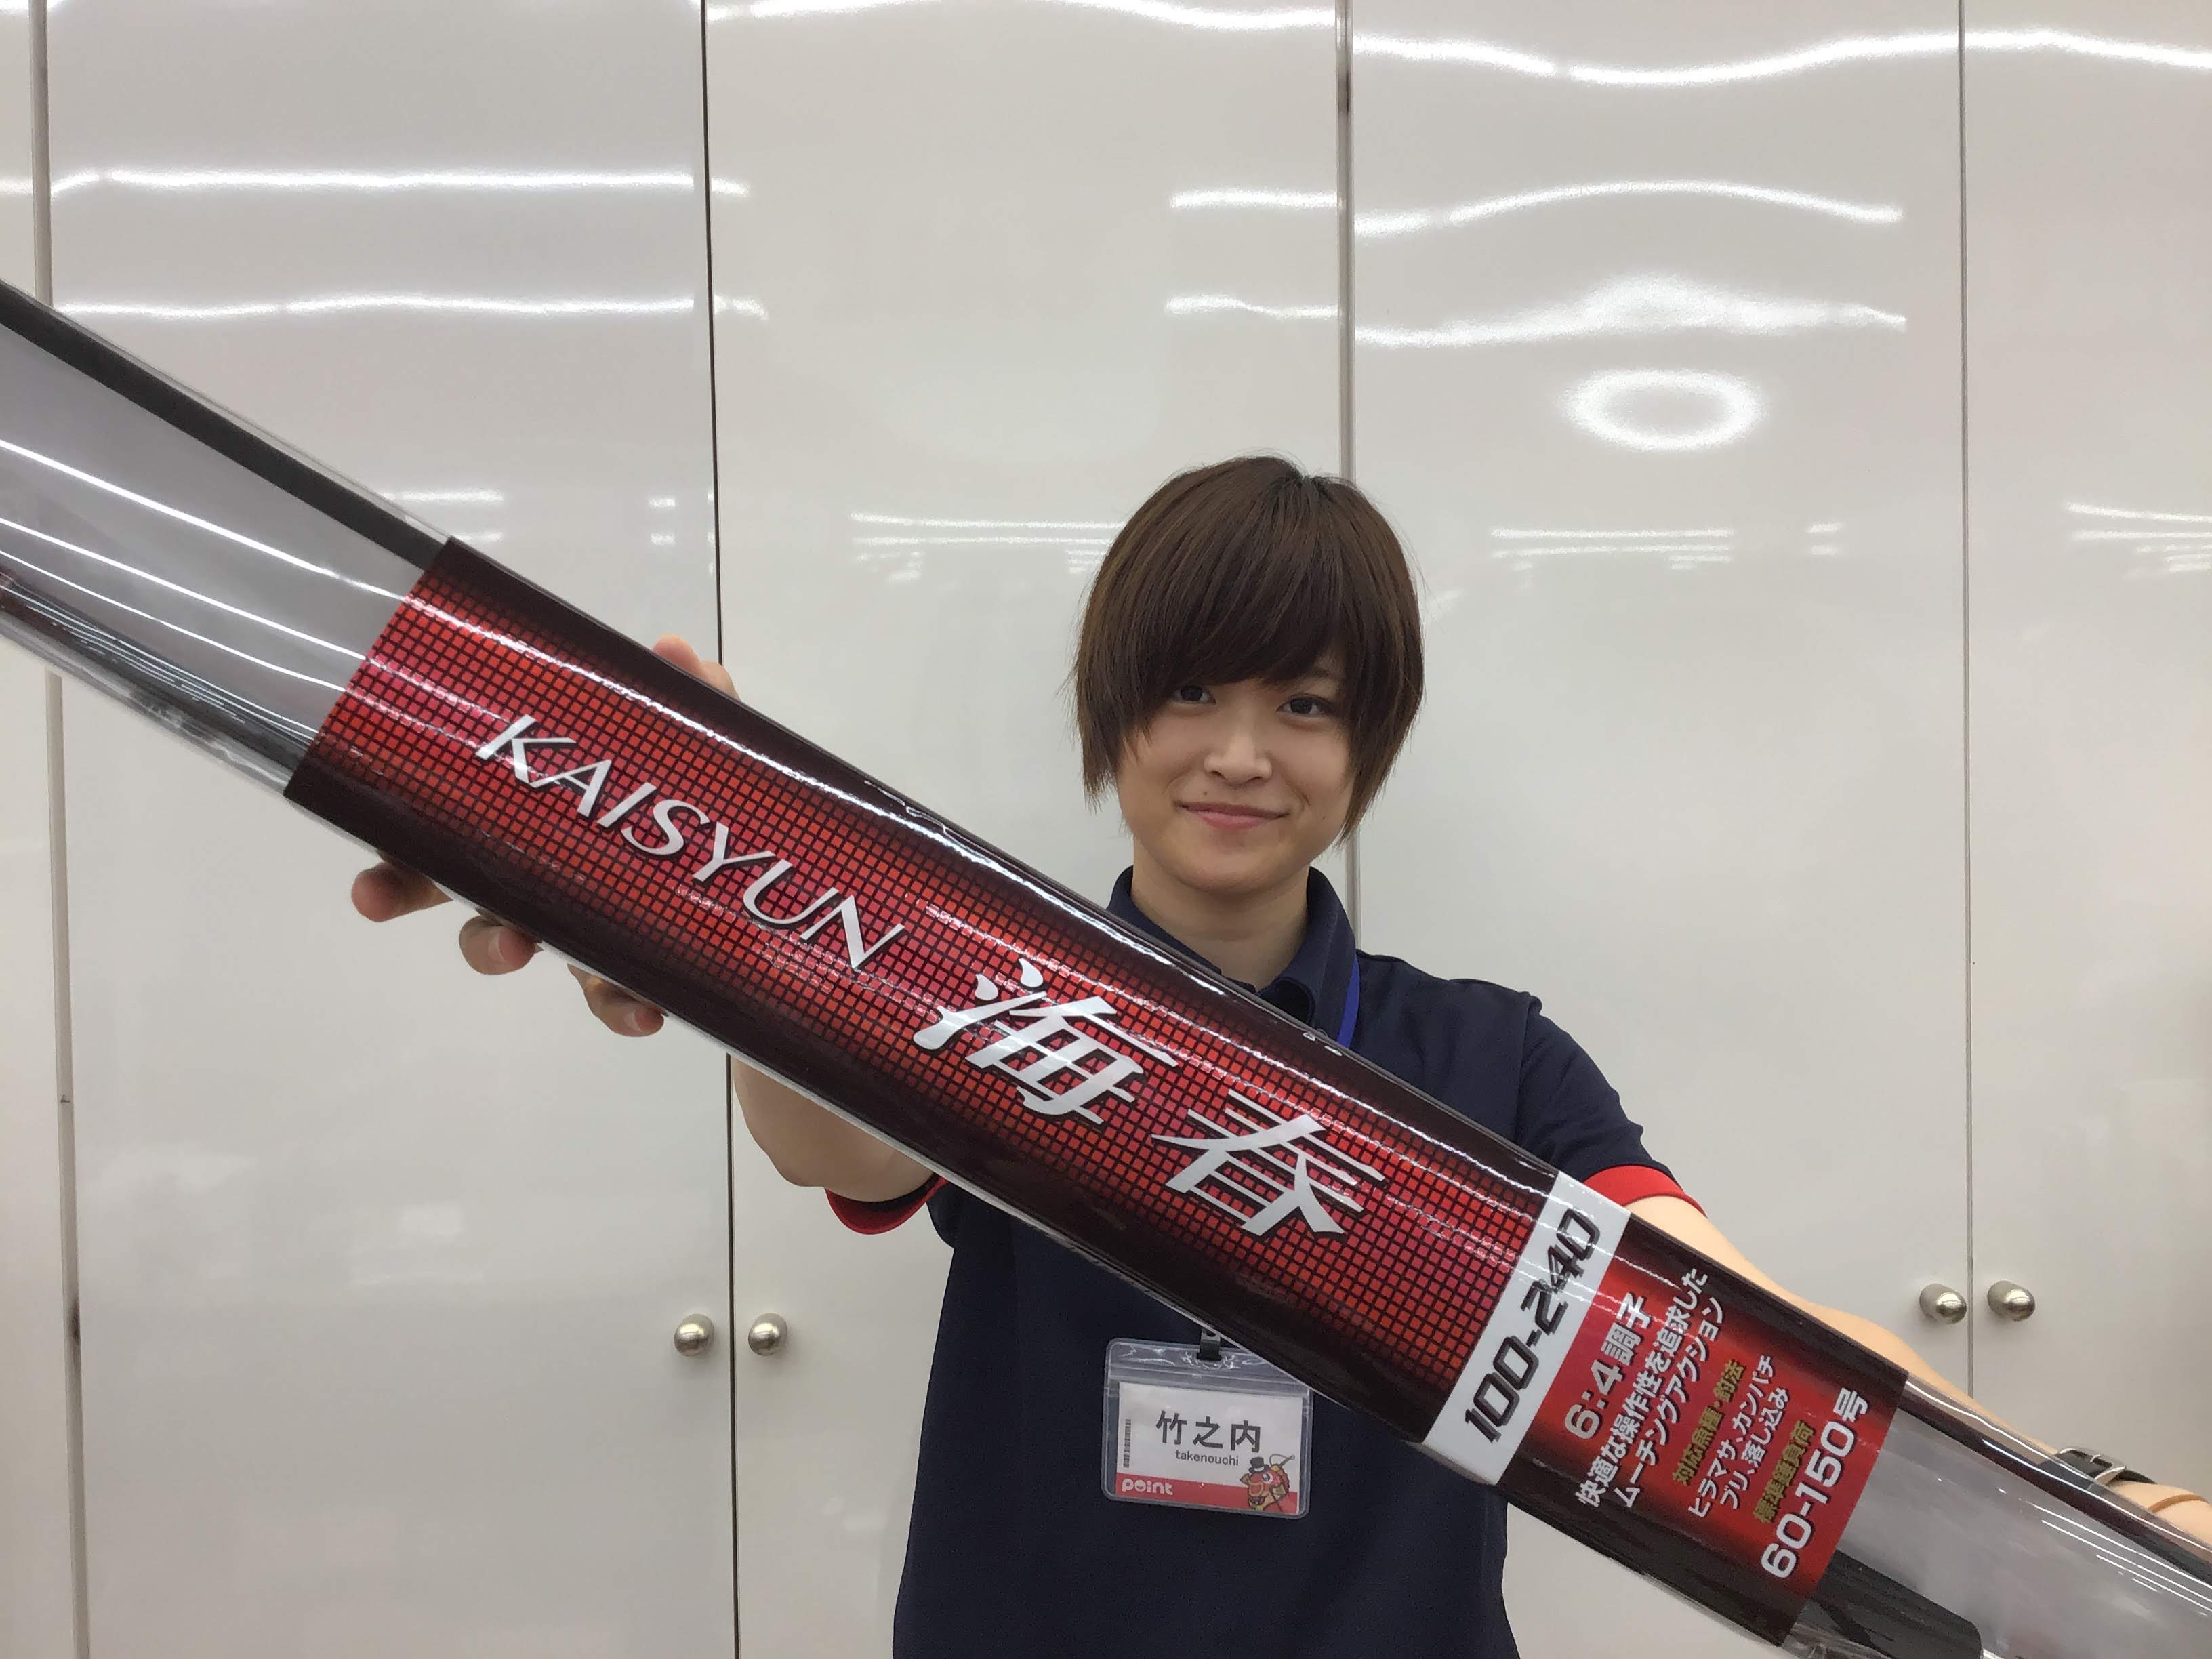 KAISYUN 海春
100-240
6:4調子
快適な操作性を追求した
ムーチングアクション
対応魚種・釣法
ヒラマサ、カンパチ
ブリ、落し込み
標準錘負荷
60-150号
竹之内
takenouchi
point